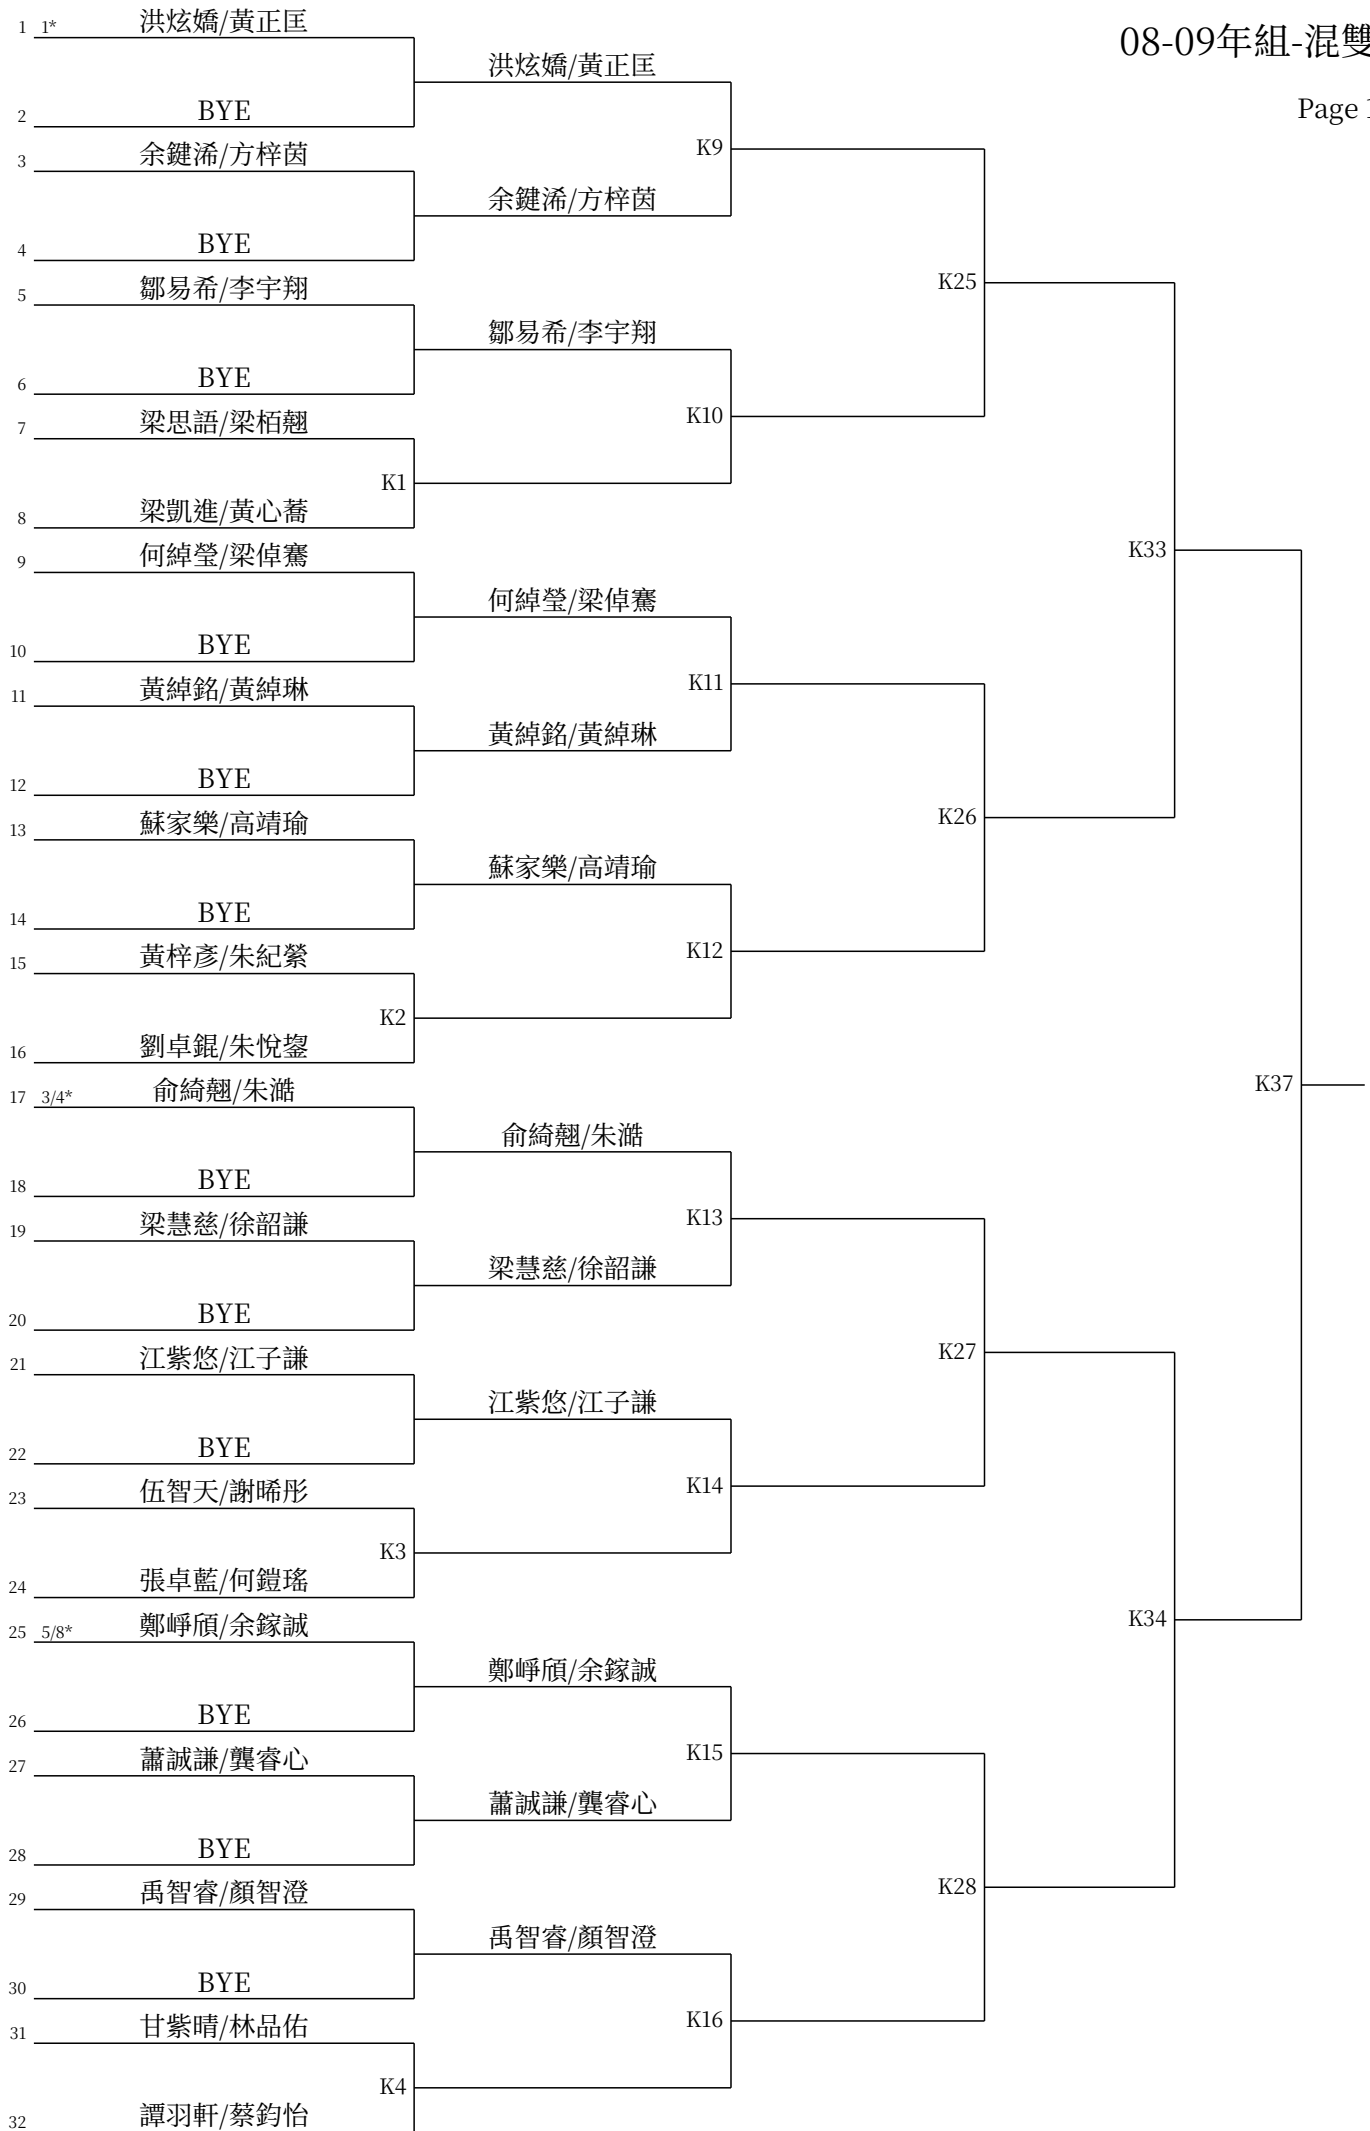 08-09年組-混雙
Page 1
1 1* 洪炫嬌/黃正匡
洪炫嬌/黃正匡
2 BYE
K9
3 余鍵浠/方梓茵
余鍵浠/方梓茵
4 BYE
K25
5 鄒易希/李宇翔
鄒易希/李宇翔
6 BYE
K10
7 梁思語/梁栢翹
K1
8 梁凱進/黃心蕎
K33
9 何綽瑩/梁倬騫
何綽瑩/梁倬騫
10 BYE
K11
11 黃綽銘/黃綽琳
黃綽銘/黃綽琳
12 BYE
K26
13 蘇家樂/高靖瑜
蘇家樂/高靖瑜
14 BYE
K12
15 黃梓彥/朱紀縈
K2
16 劉卓錕/朱悅鋆
K37
17 3/4* 俞綺翹/朱澔
俞綺翹/朱澔
18 BYE
K13
19 梁慧慈/徐韶謙
梁慧慈/徐韶謙
20 BYE
K27
21 江紫悠/江子謙
江紫悠/江子謙
22 BYE
K14
23 伍智天/謝晞彤
K3
24 張卓藍/何鎧瑤
K34
25 5/8* 鄭崢頎/余鎵誠
鄭崢頎/余鎵誠
26 BYE
K15
27 蕭誠謙/龔睿心
蕭誠謙/龔睿心
28 BYE
K28
29 禹智睿/顏智澄
禹智睿/顏智澄
30 BYE
K16
31 甘紫晴/林品佑
K4
32 譚羽軒/蔡鈞怡